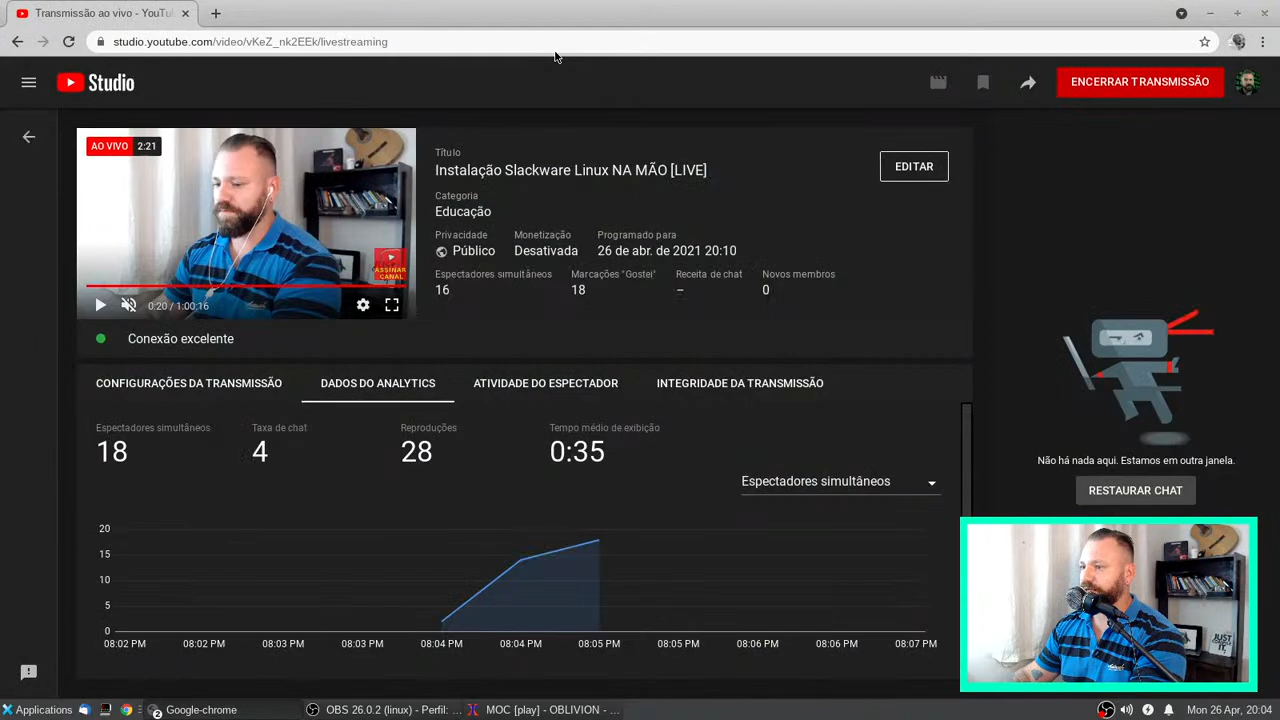 Transmissão ao vivo - YouTu
studio.youtube.com/video/vKeZ_nk2EEk/livestreaming
Studio
ENCERRAR TRANSMISSÃO
AO VIVO 2:21
ASSINAR
CANAL
0:20 / 1:00:16
Título
Instalação Slackware Linux NA MÃO [LIVE]
EDITAR
Categoria
Educação
Privacidade Monetização Programado para
Público Desativada 26 de abr. de 2021 20:10
Espectadores simultâneos Marcações "Gostei" Receita de chat Novos membros
16 18 – 0
Conexão excelente
CONFIGURAÇÕES DA TRANSMISSÃO DADOS DO ANALYTICS ATIVIDADE DO ESPECTADOR INTEGRIDADE DA TRANSMISSÃO
Espectadores simultâneos Taxa de chat Reproduções Tempo médio de exibição
18 4 28 0:35
Espectadores simultâneos
20
15
10
5
0
08:02 PM 08:02 PM 08:03 PM 08:03 PM 08:04 PM 08:04 PM 08:05 PM 08:05 PM 08:06 PM 08:06 PM 08:07 PM
Não há nada aqui. Estamos em outra janela.
RESTAURAR CHAT
JUST
Applications
2
Google-chrome
OBS 26.0.2 (linux) - Perfil: ...
MOC [play] - OBLIVION - ...
Mon 26 Apr, 20:04